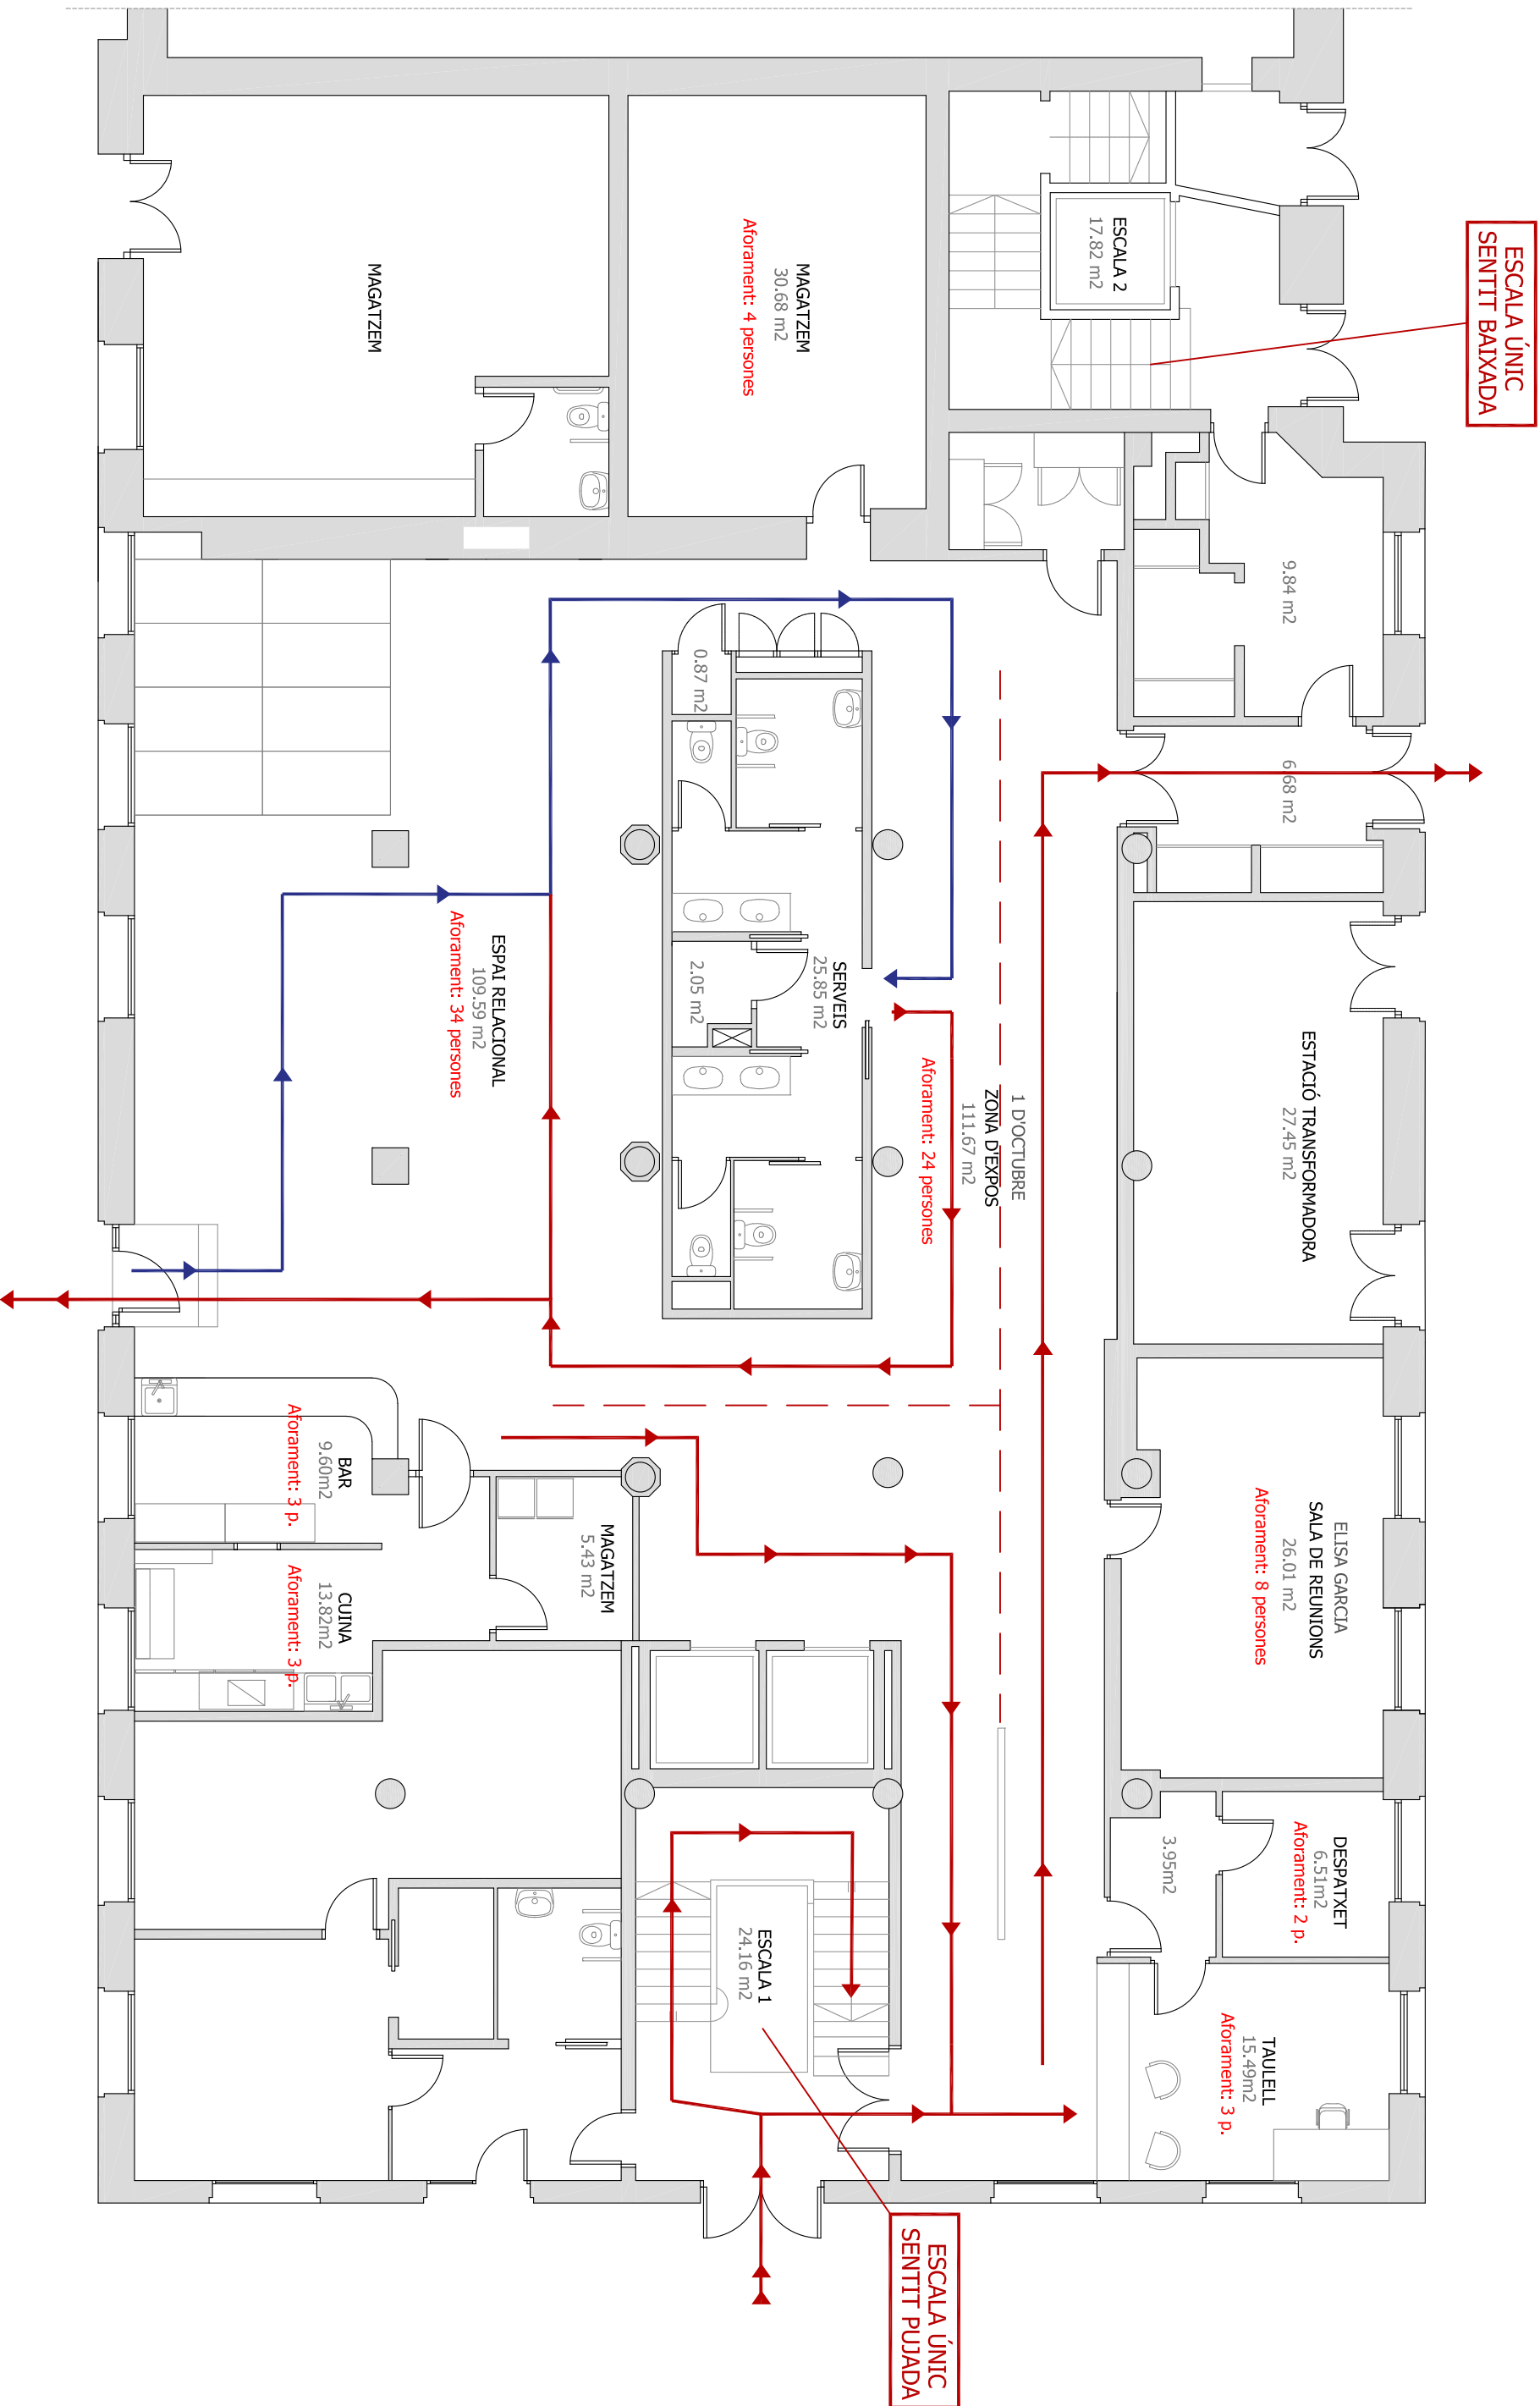 ESCALA ÚNIC
SENTIT BAIXADA
ESCALA 2
17.82 m2
MAGATZEM
30.68 m2
Aforament: 4 persones
MAGATZEM
9.84 m2
6.68 m2
0.87 m2
SERVEIS
25.85 m2
2.05 m2
ESPAI RELACIONAL
109.59 m2
Aforament: 34 persones
1 D'OCTUBRE
ZONA D'EXPOS
111.67 m2
Aforament: 24 persones
ESTACIÓ TRANSFORMADORA
27.45 m2
ELISA GARCIA
SALA DE REUNIONS
26.01 m2
Aforament: 8 persones
BAR
9.60m2
Aforament: 3 p.
CUINA
13.82m2
Aforament: 3 p.
MAGATZEM
5.43 m2
DESPATXET
6.51m2
Aforament: 2 p.
3.95m2
ESCALA 1
24.16 m2
TAULELL
15.49m2
Aforament: 3 p.
ESCALA ÚNIC
SENTIT PUJADA